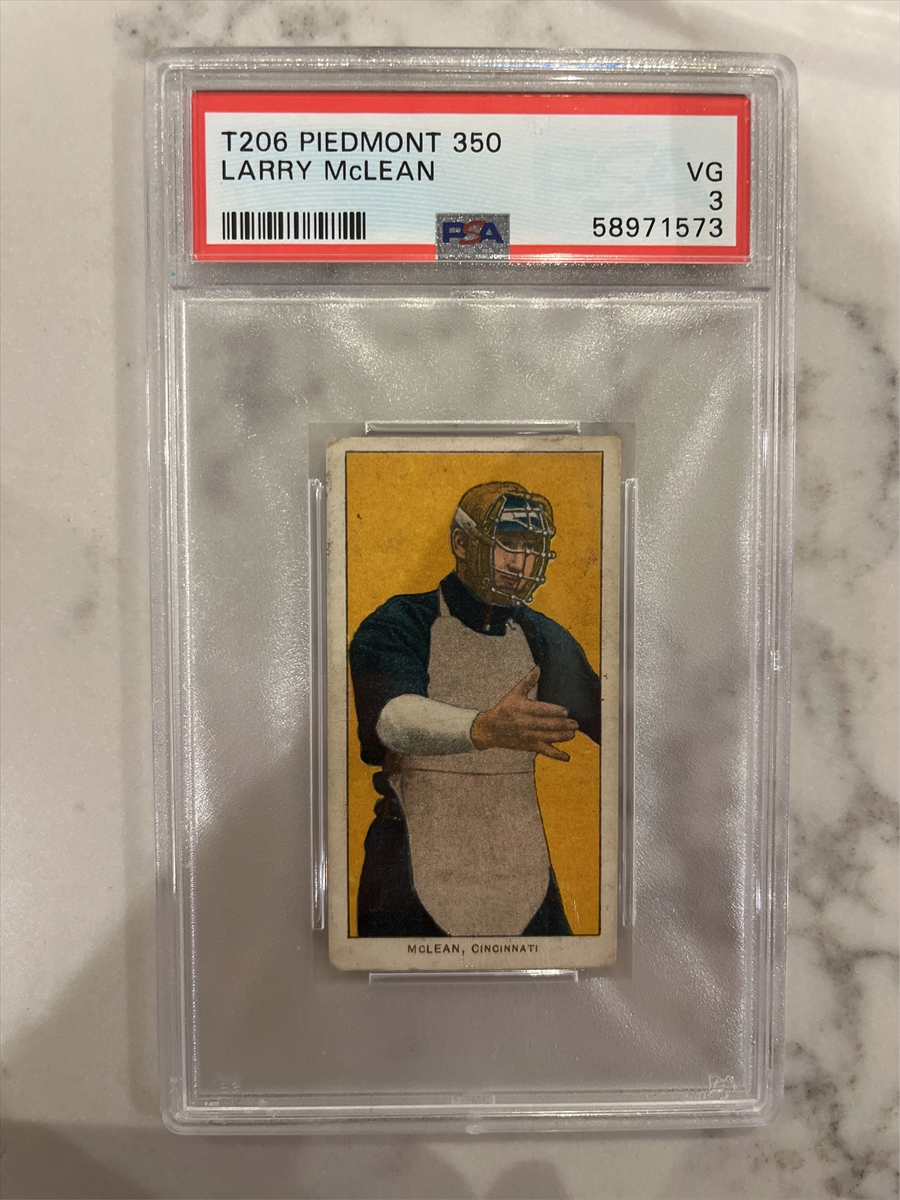 T206 PIEDMONT 350
LARRY McLEAN
VG
3
PSA
58971573
McLEAN, CINCINNATI